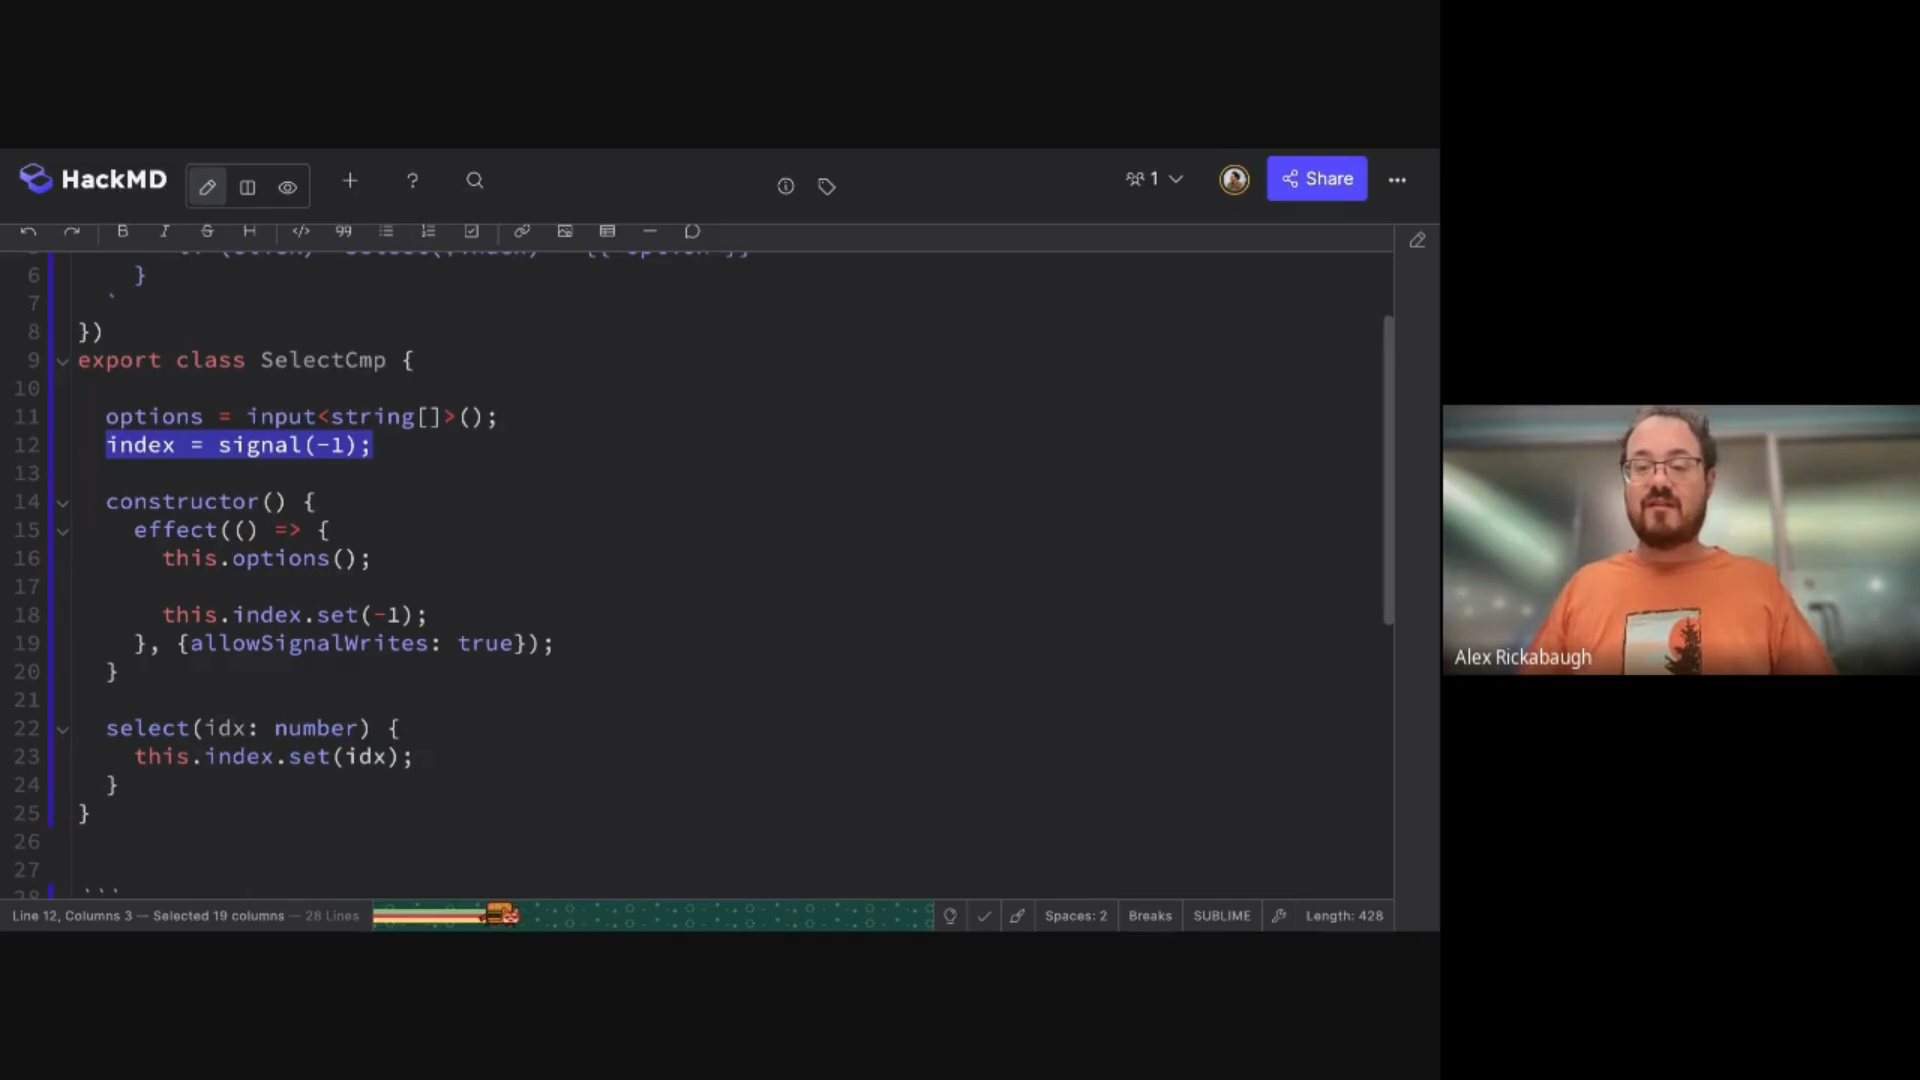 HackMD
1
Share
6 }
7 `
8 })
9 export class SelectCmp {
10
11 options = input<string[]>();
12 index = signal(-1);
13
14 constructor() {
15 effect(() => {
16 this.options();
17
18 this.index.set(-1);
19 }, {allowSignalWrites: true});
20 }
21
22 select(idx: number) {
23 this.index.set(idx);
24 }
25 }
26
27
28 ```
Line 12, Columns 3 — Selected 19 columns — 28 Lines
Spaces: 2
Breaks
SUBLIME
Length: 428
Alex Rickabaugh